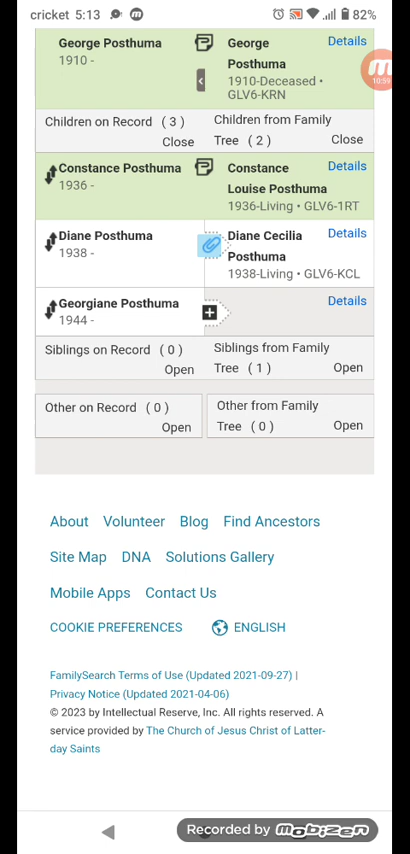 cricket 5:13
82%
George Posthuma
1910 -
George
Posthuma
1910-Deceased •
GLV6-KRN
Details
10:59
Children on Record ( 3 )
Close
Children from Family
Tree ( 2 )
Close
Constance Posthuma
1936 -
Constance
Louise Posthuma
1936-Living • GLV6-1RT
Details
Diane Posthuma
1938 -
Diane Cecilia
Posthuma
1938-Living • GLV6-KCL
Details
Georgiane Posthuma
1944 -
Details
Siblings on Record ( 0 )
Open
Siblings from Family
Tree ( 1 )
Open
Other on Record ( 0 )
Open
Other from Family
Tree ( 0 )
Open
About Volunteer Blog Find Ancestors
Site Map DNA Solutions Gallery
Mobile Apps Contact Us
COOKIE PREFERENCES ENGLISH
FamilySearch Terms of Use (Updated 2021-09-27) |
Privacy Notice (Updated 2021-04-06)
© 2023 by Intellectual Reserve, Inc. All rights reserved. A
service provided by The Church of Jesus Christ of Latter-
day Saints
Recorded by mobizen